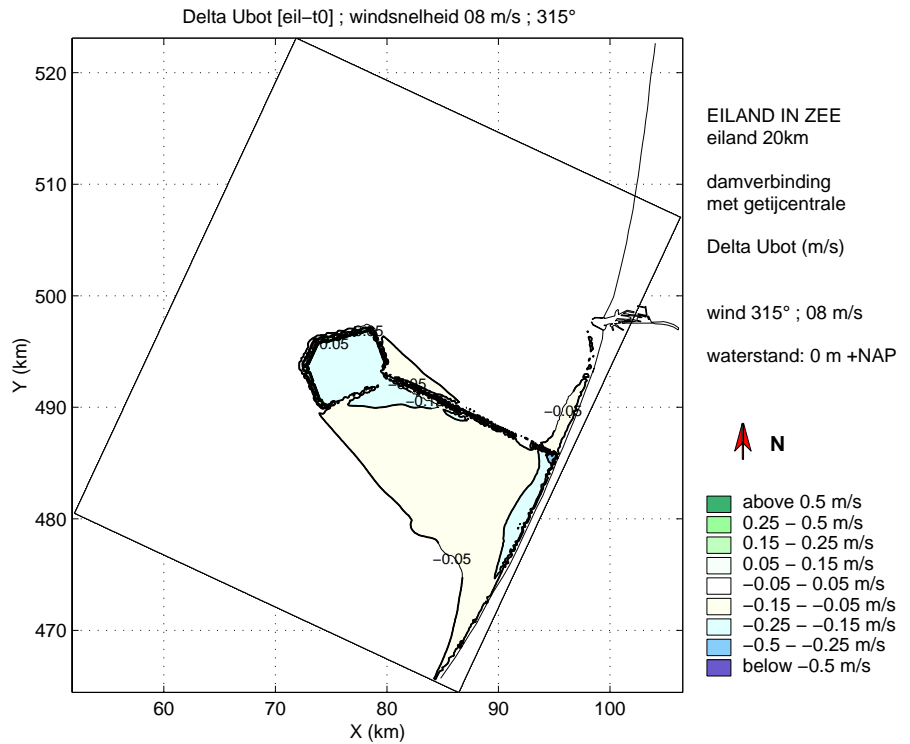 Delta Ubot [eil−t0] ; windsnelheid 08 m/s ; 315°
520
510
500
490
480
470
60
70
80
90
100
X (km)
Y (km)
−0.05
−0.05
−0.05
−0.05
EILAND IN ZEE
eiland 20km
damverbinding
met getijcentrale
Delta Ubot (m/s)
wind 315° ; 08 m/s
waterstand: 0 m +NAP
N
above 0.5 m/s
0.25 − 0.5 m/s
0.15 − 0.25 m/s
0.05 − 0.15 m/s
−0.05 − 0.05 m/s
−0.15 − −0.05 m/s
−0.25 − −0.15 m/s
−0.5 − −0.25 m/s
below −0.5 m/s